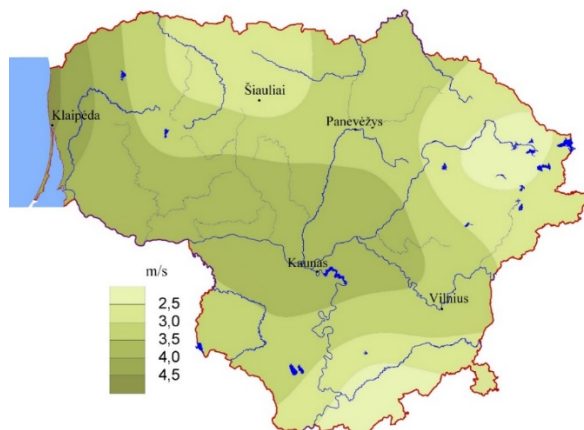 Šiauliai
Klaipėda
Panevėžys
Kaunas
Vilnius
m/s
2,5
3,0
3,5
4,0
4,5